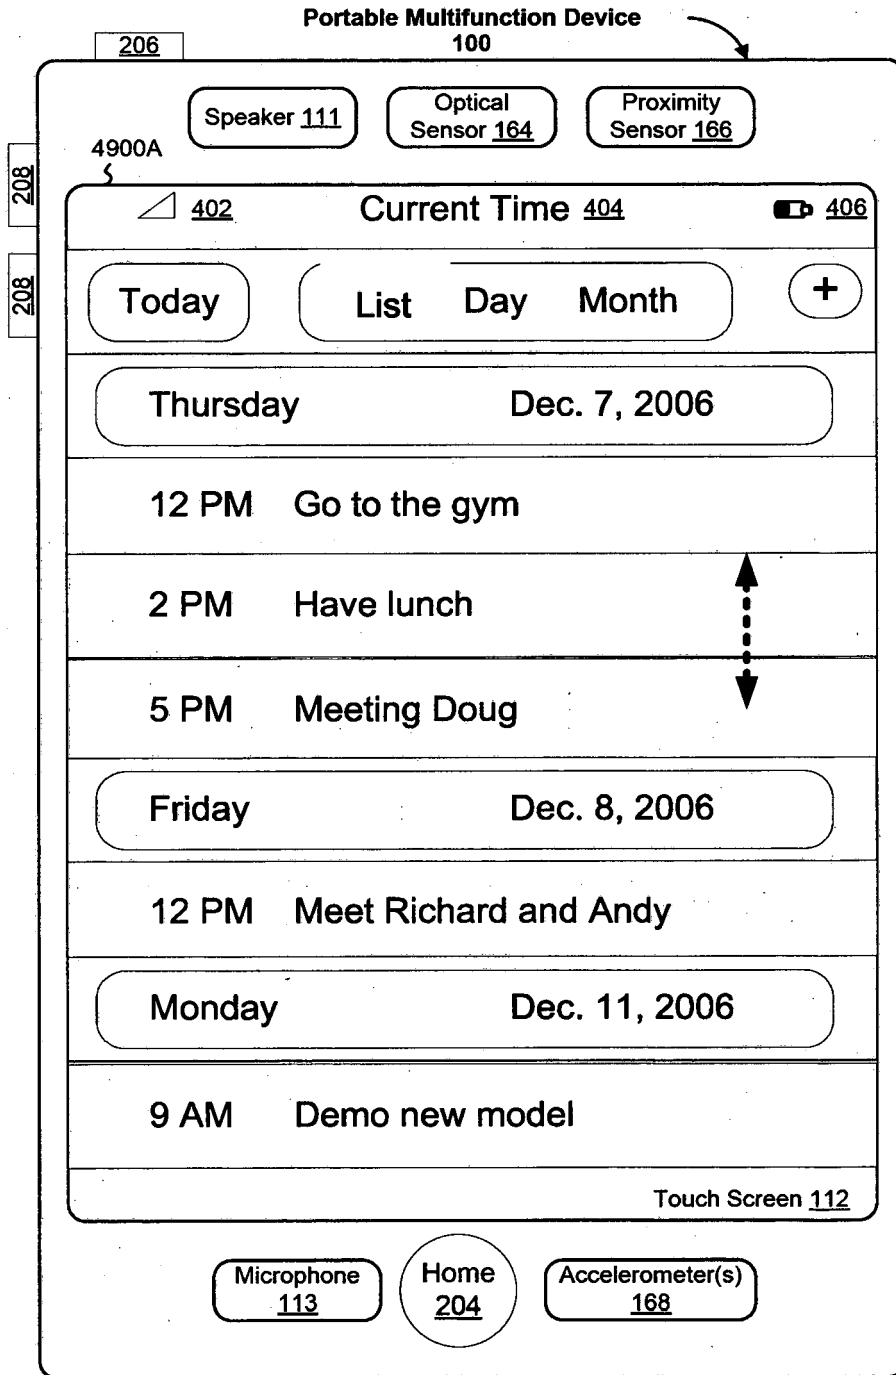 Portable Multifunction Device
100
206
Speaker 111
Optical
Sensor 164
Proximity
Sensor 166
4900A
208
208
402
Current Time 404
406
Today
List Day Month
+
Thursday Dec. 7, 2006
12 PM Go to the gym
2 PM Have lunch
5 PM Meeting Doug
Friday Dec. 8, 2006
12 PM Meet Richard and Andy
Monday Dec. 11, 2006
9 AM Demo new model
Touch Screen 112
Microphone
113
Home
204
Accelerometer(s)
168